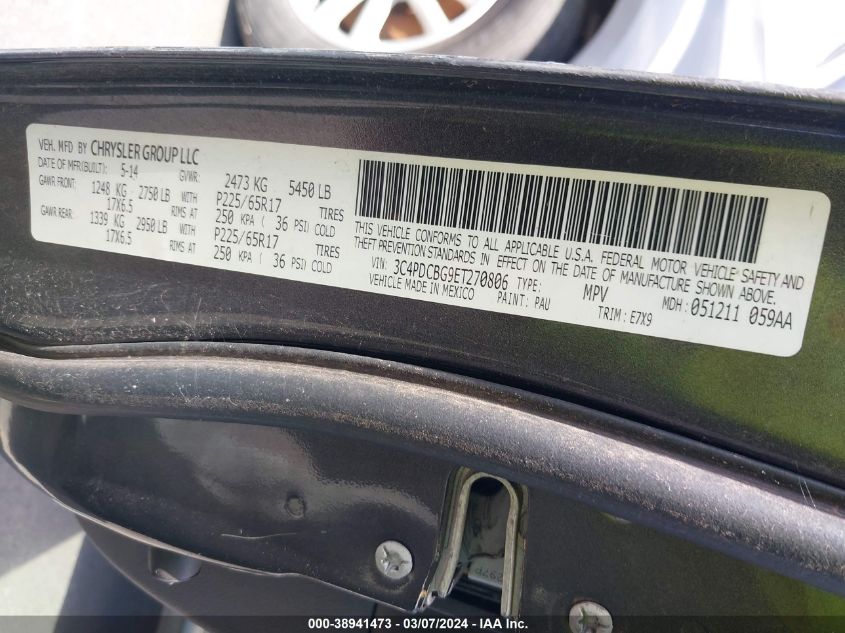 VEH. MFD BY CHRYSLER GROUP LLC
DATE OF MFR(BUILT): 5-14 GVWR: 2473 KG 5450 LB
GAWR FRONT: 1248 KG 2750 LB WITH P225/65R17 TIRES
17X6.5 RIMS AT 250 KPA ( 36 PSI) COLD
GAWR REAR: 1339 KG 2950 LB WITH P225/65R17 TIRES
17X6.5 RIMS AT 250 KPA ( 36 PSI) COLD
THIS VEHICLE CONFORMS TO ALL APPLICABLE U.S.A. FEDERAL MOTOR VEHICLE SAFETY AND
THEFT PREVENTION STANDARDS IN EFFECT ON THE DATE OF MANUFACTURE SHOWN ABOVE.
VIN: 3C4PDCBG9ET270806 TYPE: MPV MDH: 051211 059AA
VEHICLE MADE IN MEXICO PAINT: PAU TRIM: E7X9
000-38941473 - 03/07/2024 - IAA Inc.